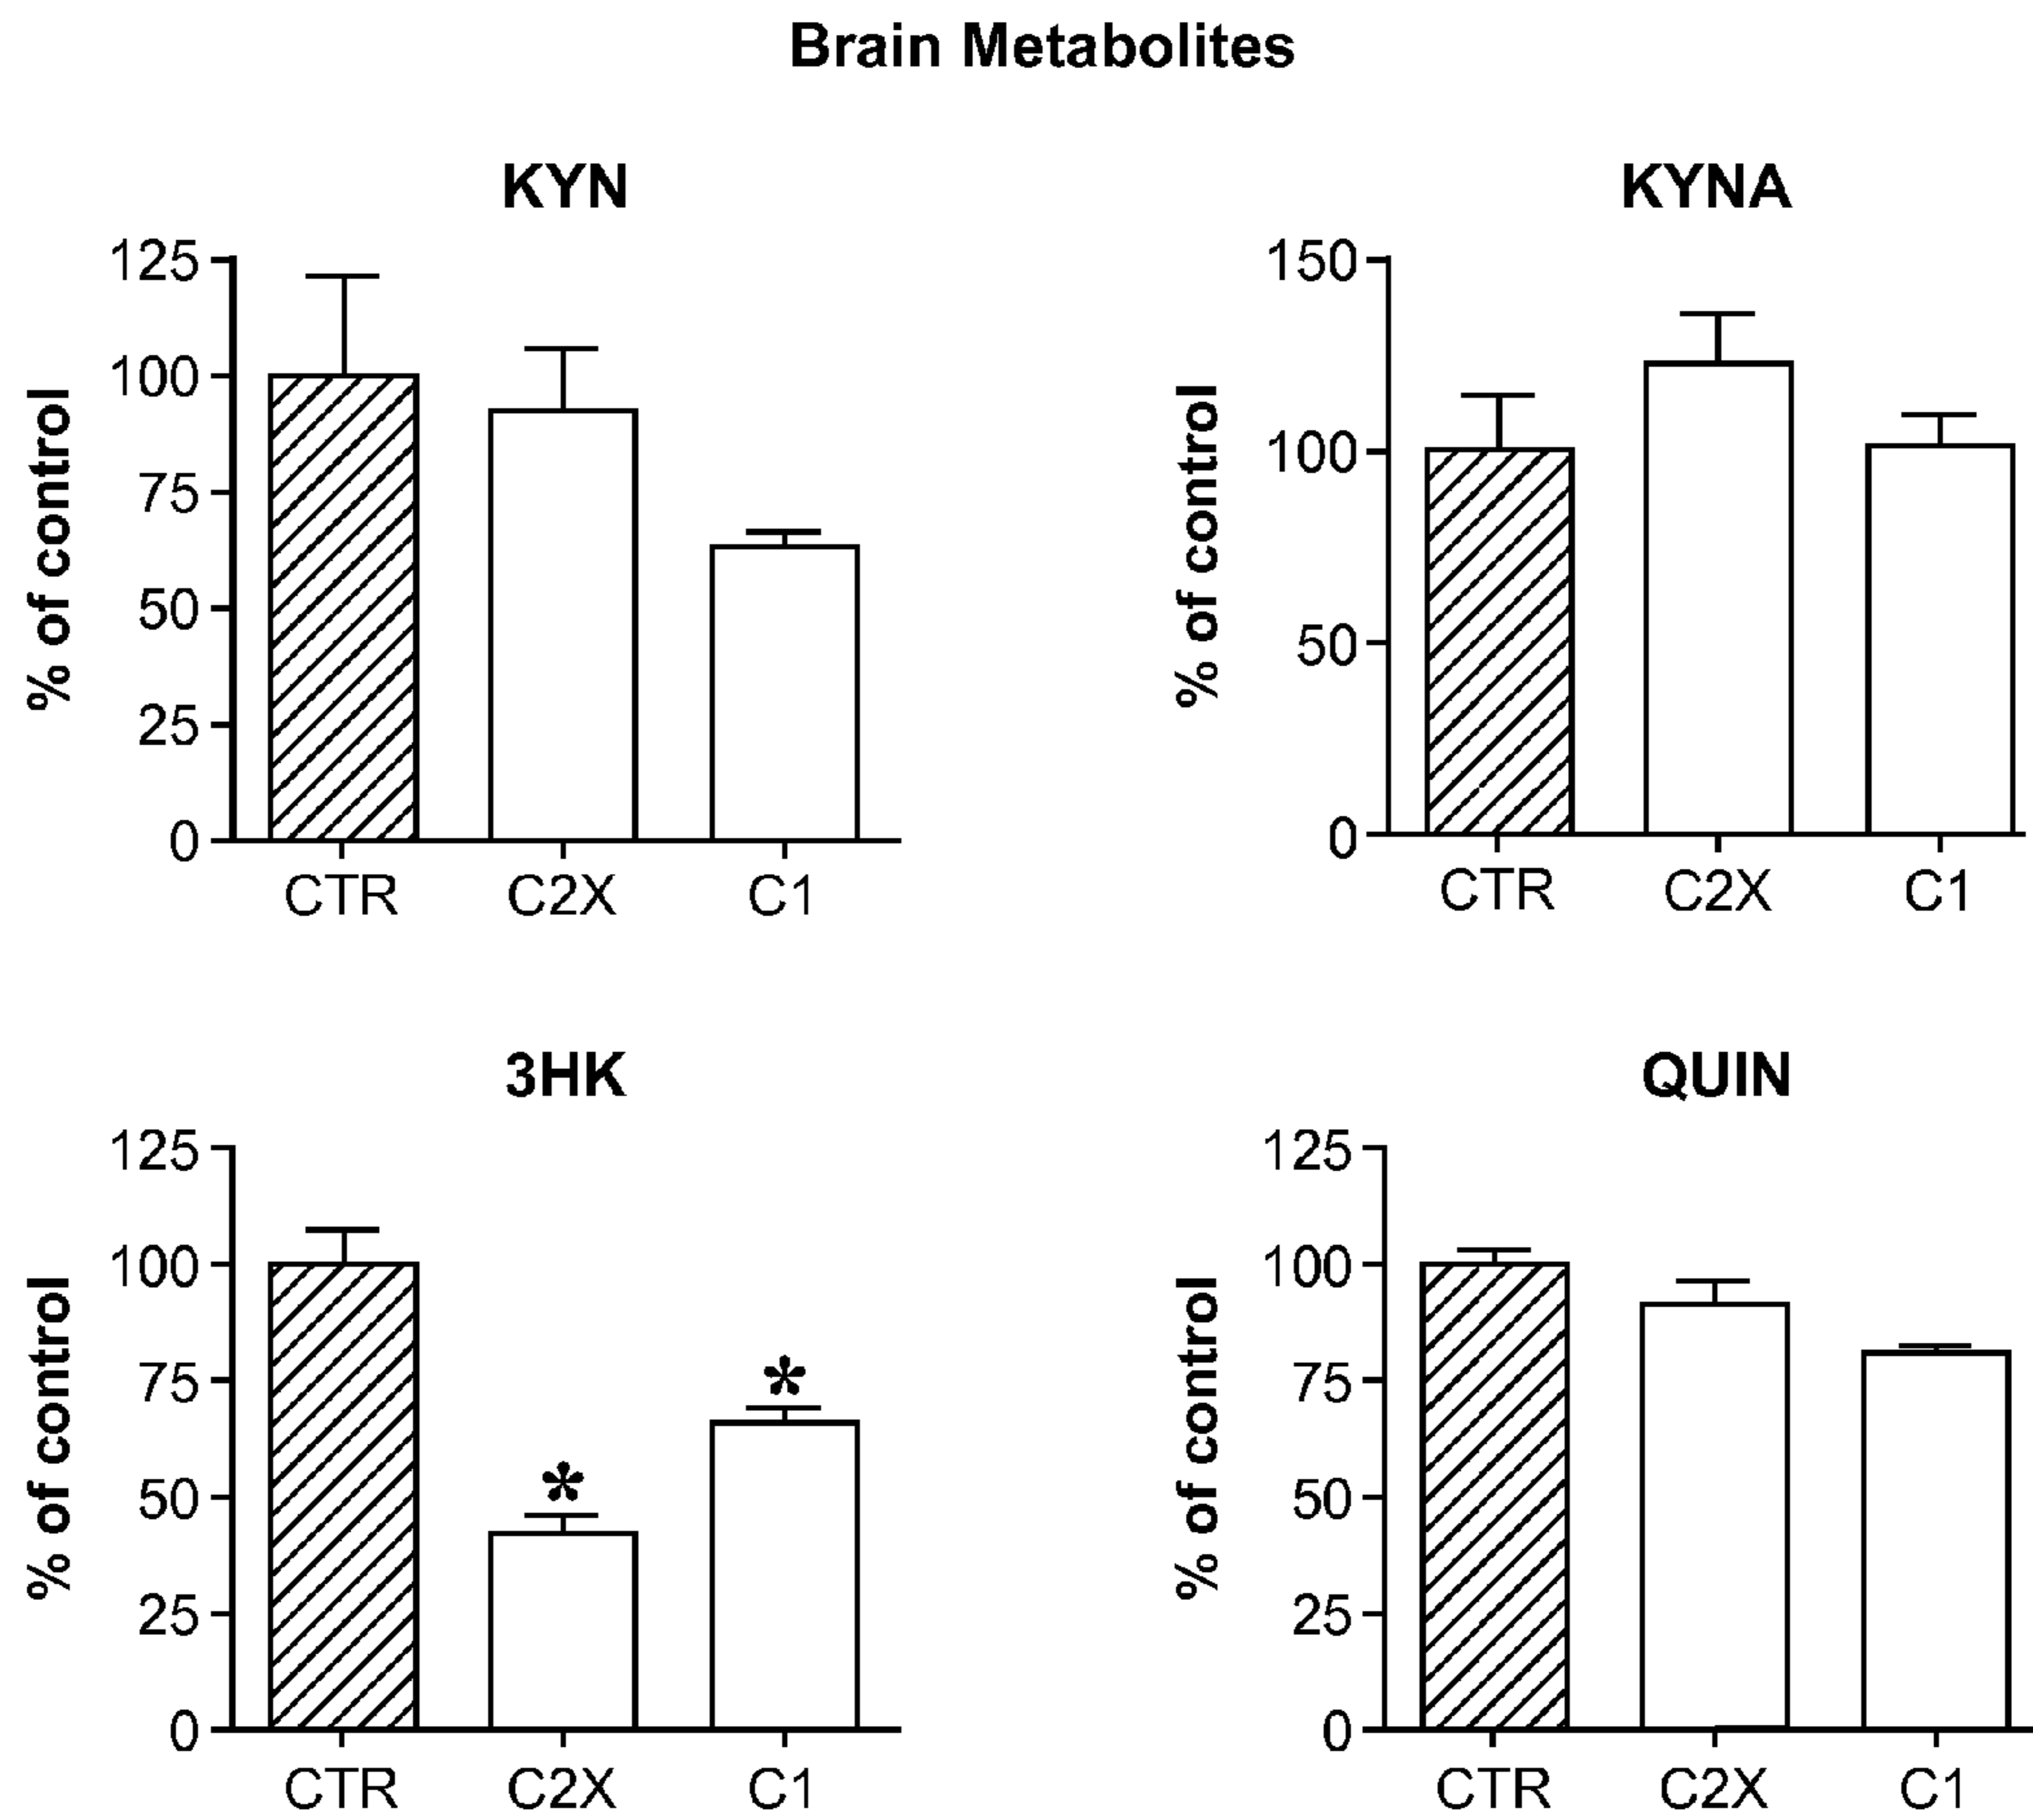 Brain Metabolites
KYN
125
100
75
50
25
0
% of control
CTR C2X C1
KYNA
150
100
50
0
% of control
CTR C2X C1
3HK
125
100
75
50
25
0
% of control
*
*
CTR C2X C1
QUIN
125
100
75
50
25
0
% of control
CTR C2X C1